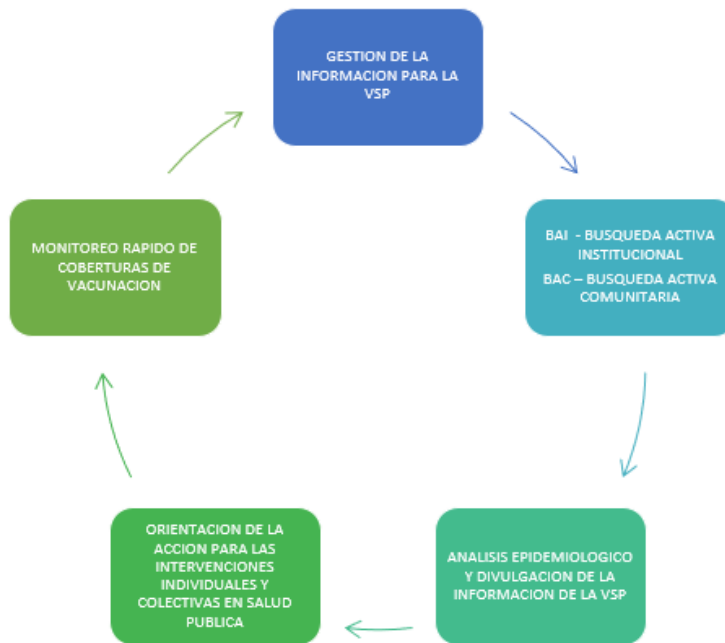 GESTION DE LA
INFORMACION PARA LA
VSP
BAI - BUSQUEDA ACTIVA
INSTITUCIONAL
BAC – BUSQUEDA ACTIVA
COMUNITARIA
ANALISIS EPIDEMIOLOGICO
Y DIVULGACION DE LA
INFORMACION DE LA VSP
ORIENTACION DE LA
ACCION PARA LAS
INTERVENCIONES
INDIVIDUALES Y
COLECTIVAS EN SALUD
PUBLICA
MONITOREO RAPIDO DE
COBERTURAS DE
VACUNACION